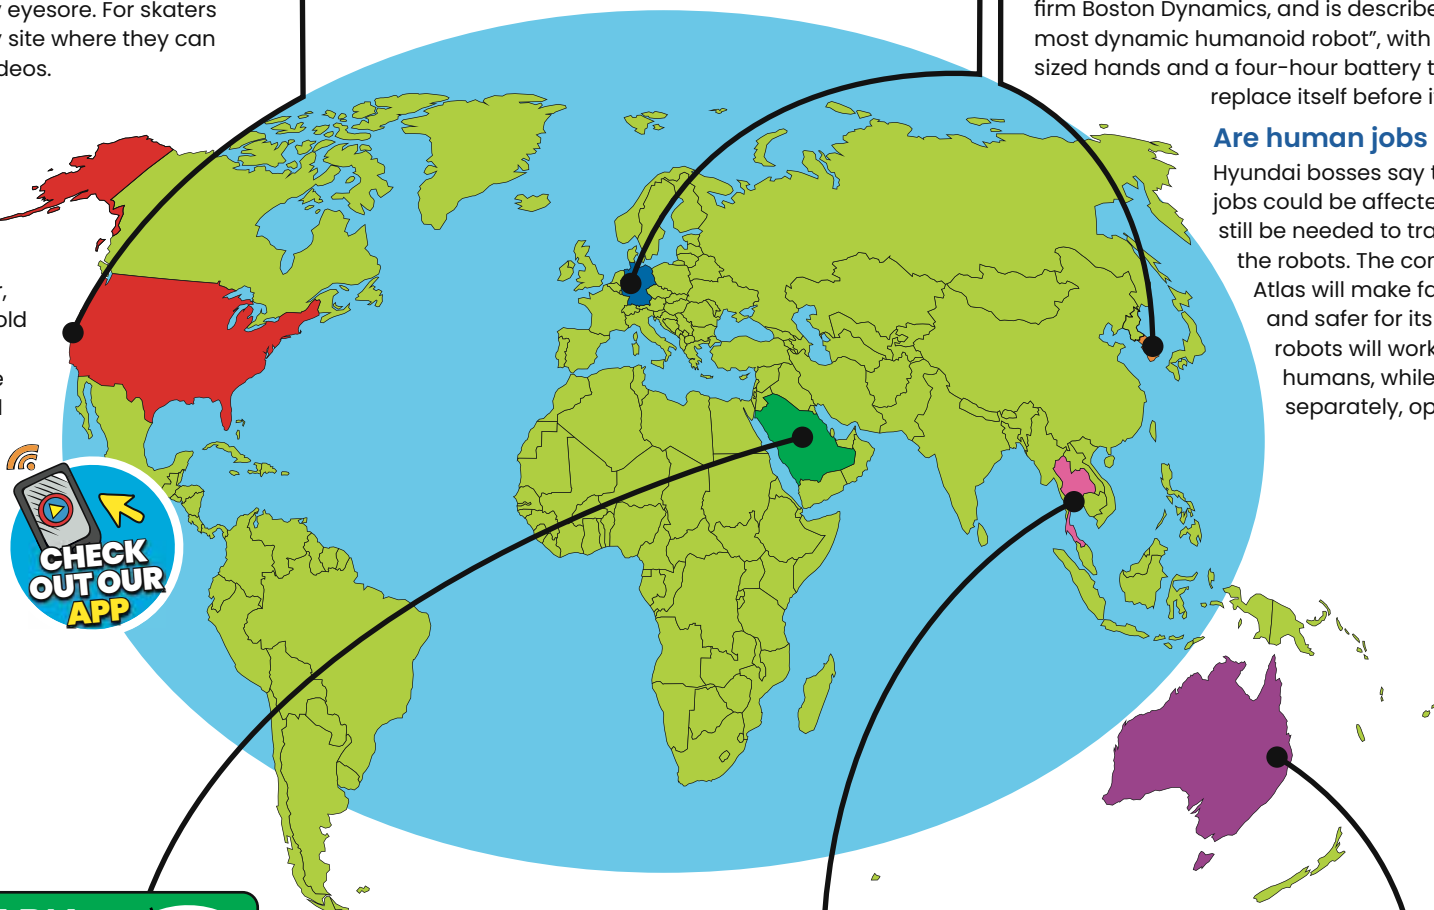 eyesore. For skaters
site where they can
deos.
firm Boston Dynamics, and is describe
most dynamic humanoid robot”, with
sized hands and a four-hour battery t
replace itself before i
Are human jobs
Hyundai bosses say t
jobs could be affecte
still be needed to tra
the robots. The cor
Atlas will make fa
and safer for its
robots will work
humans, while
separately, op
old
CHECK
OUT OUR
APP